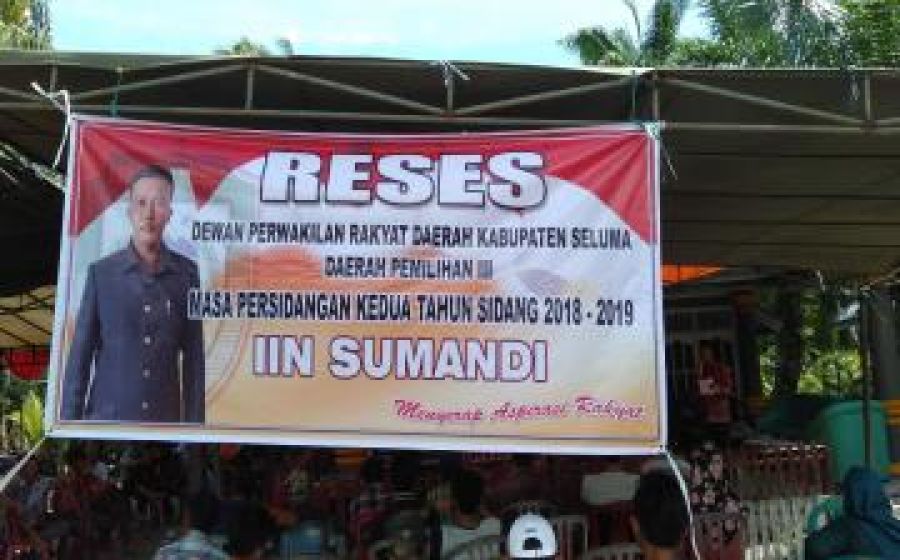 RESES
DEWAN PERWAKILAN RAKYAT DAERAH KABUPATEN SELUMA
DAERAH PEMILIHAN III
MASA PERSIDANGAN KEDUA TAHUN SIDANG 2018 - 2019
IIN SUMANDI
Menyerap Aspirasi Rakyat